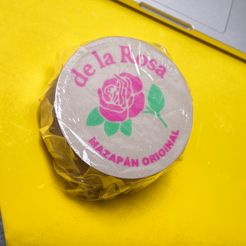 de la Rosa
MAZAPÁN ORIGINAL